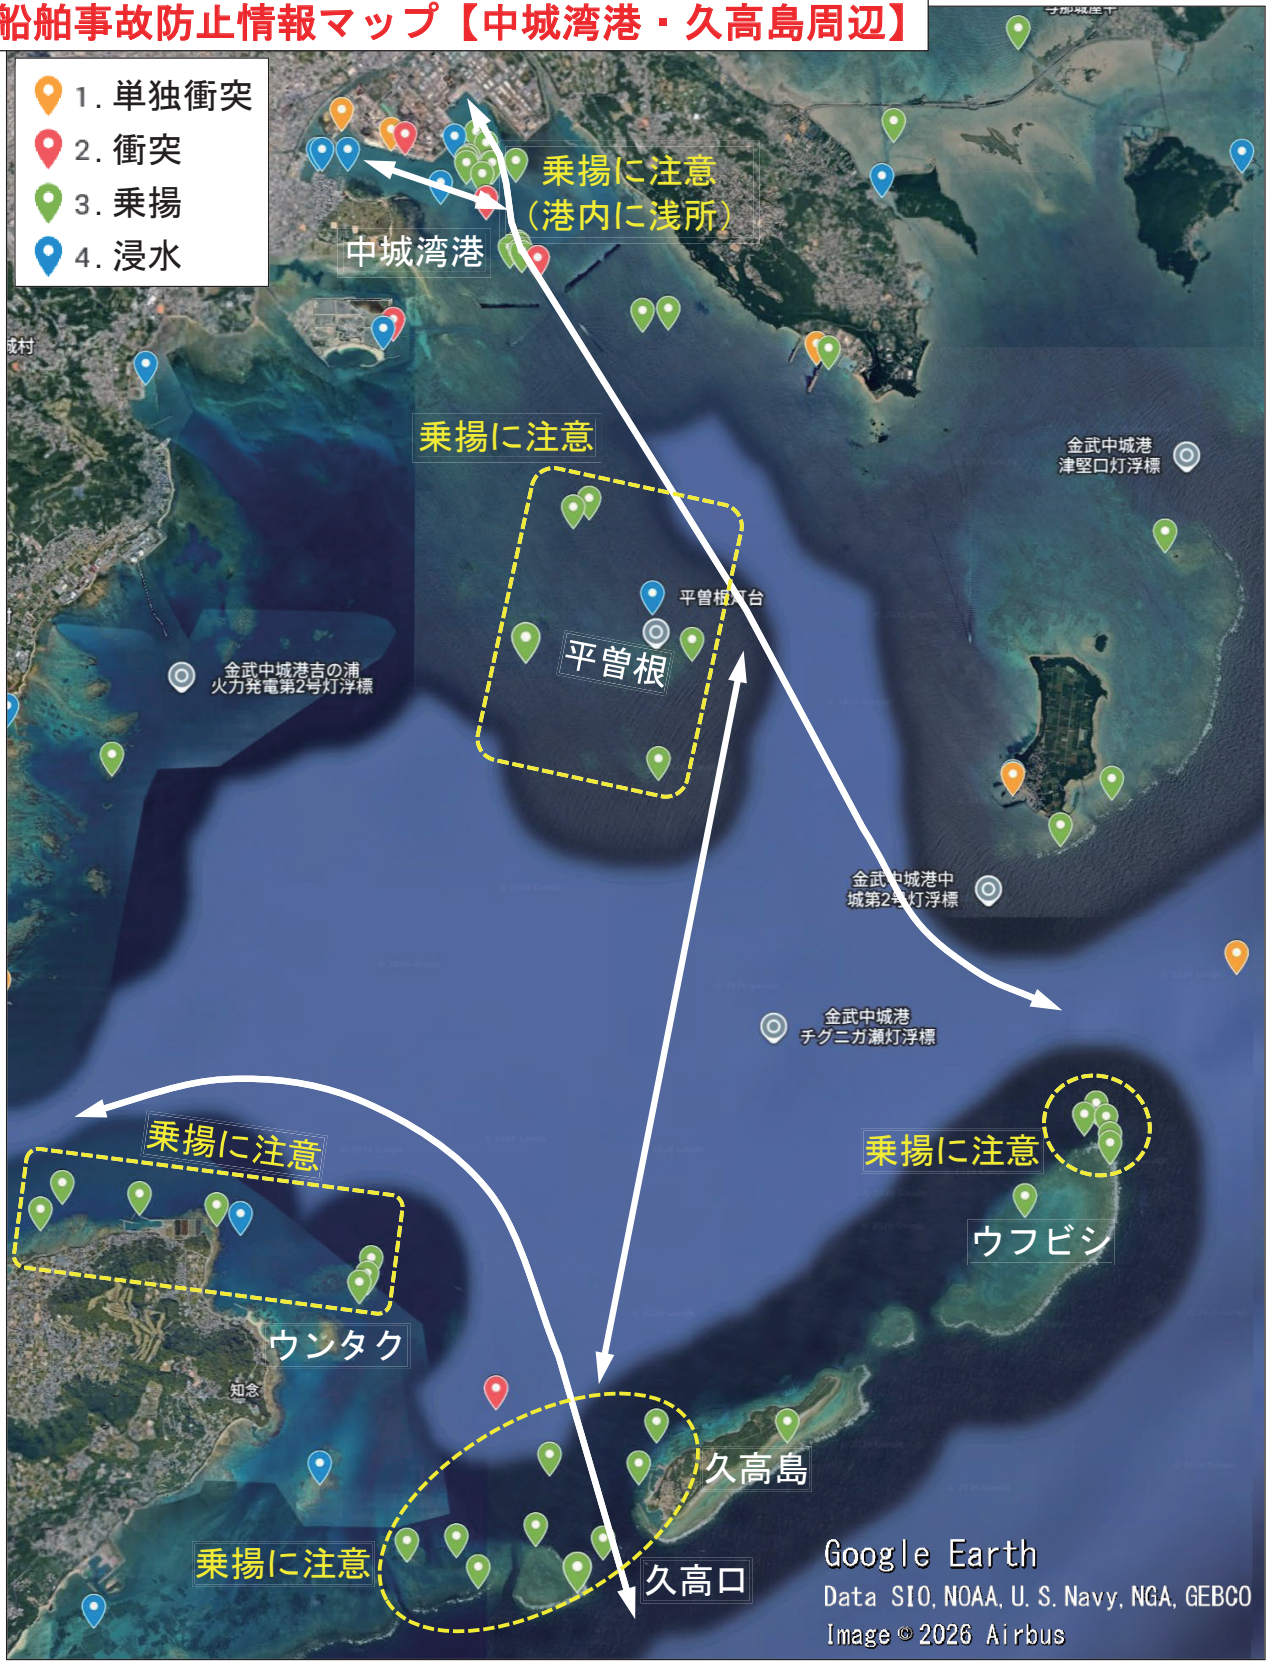 船舶事故防止情報マップ【中城湾港・久高島周辺】
1. 単独衝突
2. 衝突
3. 乗揚
4. 浸水
乗揚に注意
(港内に浅所)
中城湾港
城村
乗揚に注意
金武中城港
津堅口灯浮標
平曽根灯台
平曽根
金武中城港吉の浦
火力発電第2号灯浮標
金武中城港中
城第2号灯浮標
金武中城港
チグニガ瀬灯浮標
乗揚に注意
乗揚に注意
ウフビシ
ウンタク
知念
久高島
乗揚に注意
久高口
Google Earth
Data SIO, NOAA, U.S. Navy, NGA, GEBCO
Image © 2026 Airbus